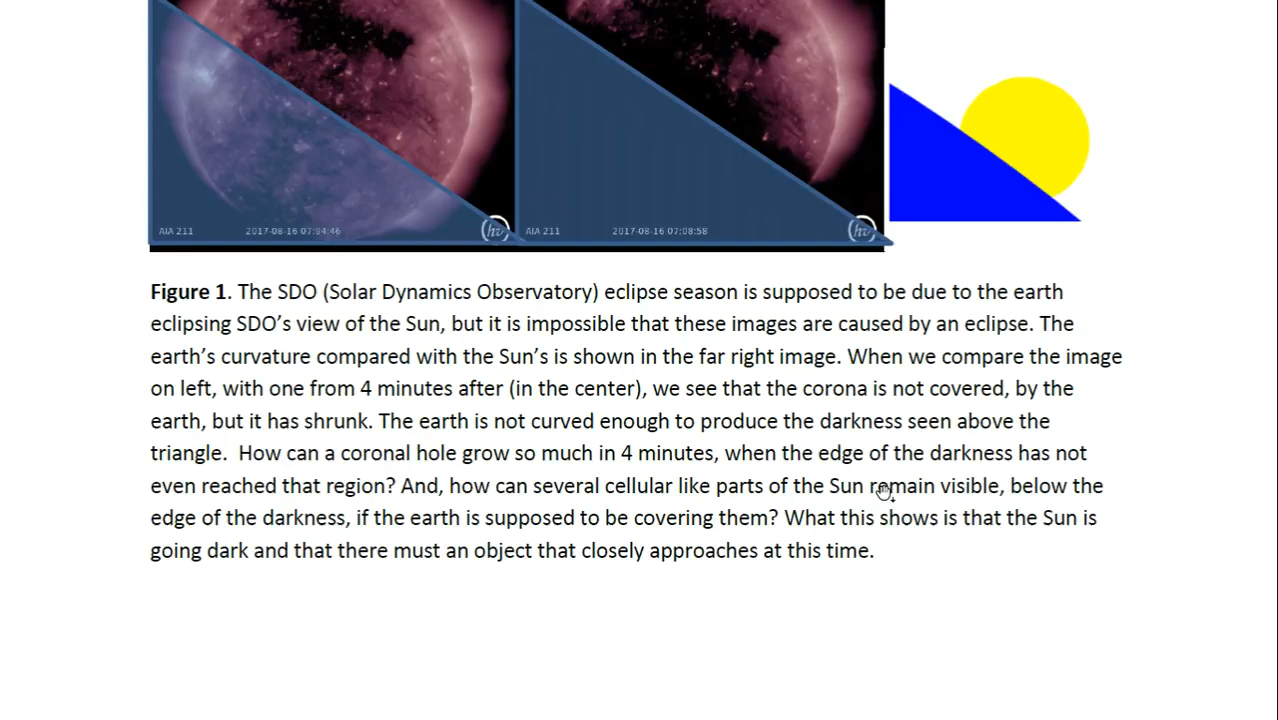 AIA 211 2017-08-16 07:04:46
AIA 211 2017-08-16 07:08:58
Figure 1. The SDO (Solar Dynamics Observatory) eclipse season is supposed to be due to the earth
eclipsing SDO’s view of the Sun, but it is impossible that these images are caused by an eclipse. The
earth’s curvature compared with the Sun’s is shown in the far right image. When we compare the image
on left, with one from 4 minutes after (in the center), we see that the corona is not covered, by the
earth, but it has shrunk. The earth is not curved enough to produce the darkness seen above the
triangle.  How can a coronal hole grow so much in 4 minutes, when the edge of the darkness has not
even reached that region? And, how can several cellular like parts of the Sun remain visible, below the
edge of the darkness, if the earth is supposed to be covering them? What this shows is that the Sun is
going dark and that there must an object that closely approaches at this time.